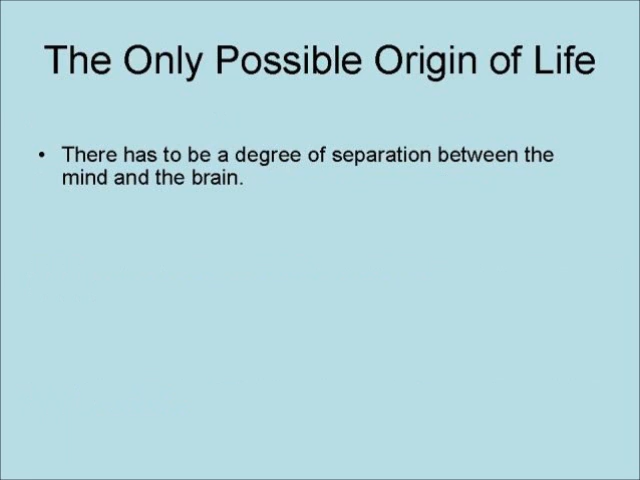 The Only Possible Origin of Life
• There has to be a degree of separation between the
mind and the brain.